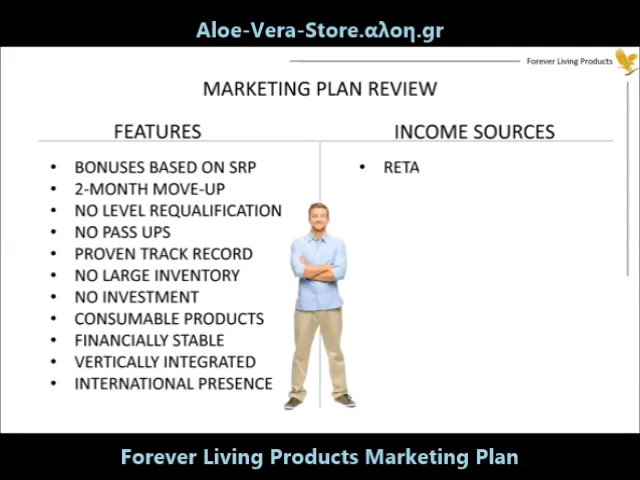 Aloe-Vera-Store.αλοη.gr
Forever Living Products
MARKETING PLAN REVIEW
FEATURES
• BONUSES BASED ON SRP
• 2-MONTH MOVE-UP
• NO LEVEL REQUALIFICATION
• NO PASS UPS
• PROVEN TRACK RECORD
• NO LARGE INVENTORY
• NO INVESTMENT
• CONSUMABLE PRODUCTS
• FINANCIALLY STABLE
• VERTICALLY INTEGRATED
• INTERNATIONAL PRESENCE
INCOME SOURCES
• RETA
Forever Living Products Marketing Plan